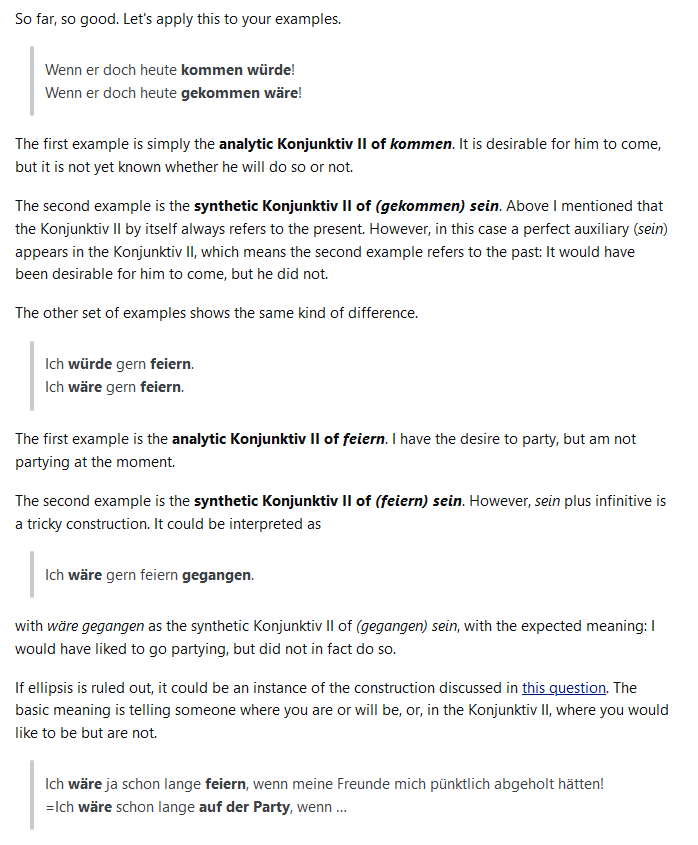 So far, so good. Let's apply this to your examples.
Wenn er doch heute kommen würde!
Wenn er doch heute gekommen wäre!
The first example is simply the analytic Konjunktiv II of kommen. It is desirable for him to come,
but it is not yet known whether he will do so or not.
The second example is the synthetic Konjunktiv II of (gekommen) sein. Above I mentioned that
the Konjunktiv II by itself always refers to the present. However, in this case a perfect auxiliary (sein)
appears in the Konjunktiv II, which means the second example refers to the past: It would have
been desirable for him to come, but he did not.
The other set of examples shows the same kind of difference.
Ich würde gern feiern.
Ich wäre gern feiern.
The first example is the analytic Konjunktiv II of feiern. I have the desire to party, but am not
partying at the moment.
The second example is the synthetic Konjunktiv II of (feiern) sein. However, sein plus infinitive is
a tricky construction. It could be interpreted as
Ich wäre gern feiern gegangen.
with wäre gegangen as the synthetic Konjunktiv II of (gegangen) sein, with the expected meaning: I
would have liked to go partying, but did not in fact do so.
If ellipsis is ruled out, it could be an instance of the construction discussed in this question. The
basic meaning is telling someone where you are or will be, or, in the Konjunktiv II, where you would
like to be but are not.
Ich wäre ja schon lange feiern, wenn meine Freunde mich pünktlich abgeholt hätten!
=Ich wäre schon lange auf der Party, wenn ...